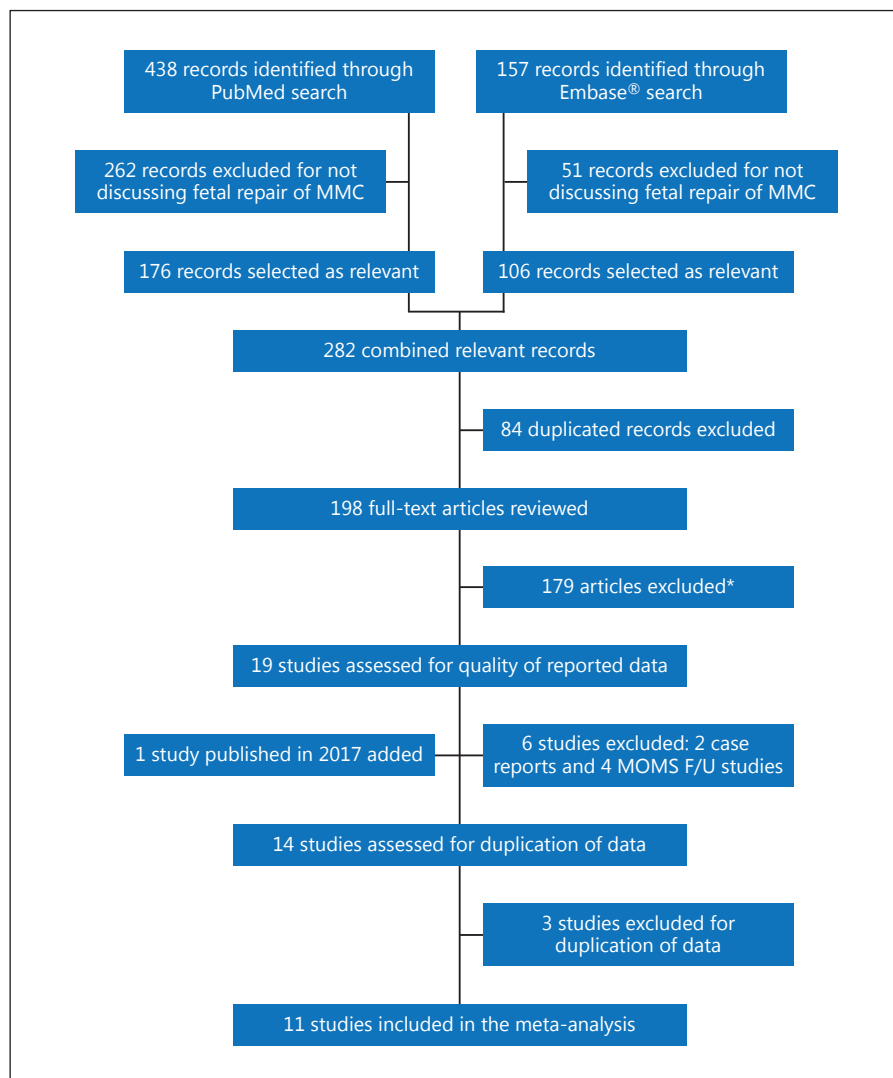 438 records identified through
PubMed search
157 records identified through
Embase® search
262 records excluded for not
discussing fetal repair of MMC
51 records excluded for not
discussing fetal repair of MMC
176 records selected as relevant
106 records selected as relevant
282 combined relevant records
84 duplicated records excluded
198 full-text articles reviewed
179 articles excluded*
19 studies assessed for quality of reported data
1 study published in 2017 added
6 studies excluded: 2 case
reports and 4 MOMS F/U studies
14 studies assessed for duplication of data
3 studies excluded for
duplication of data
11 studies included in the meta-analysis